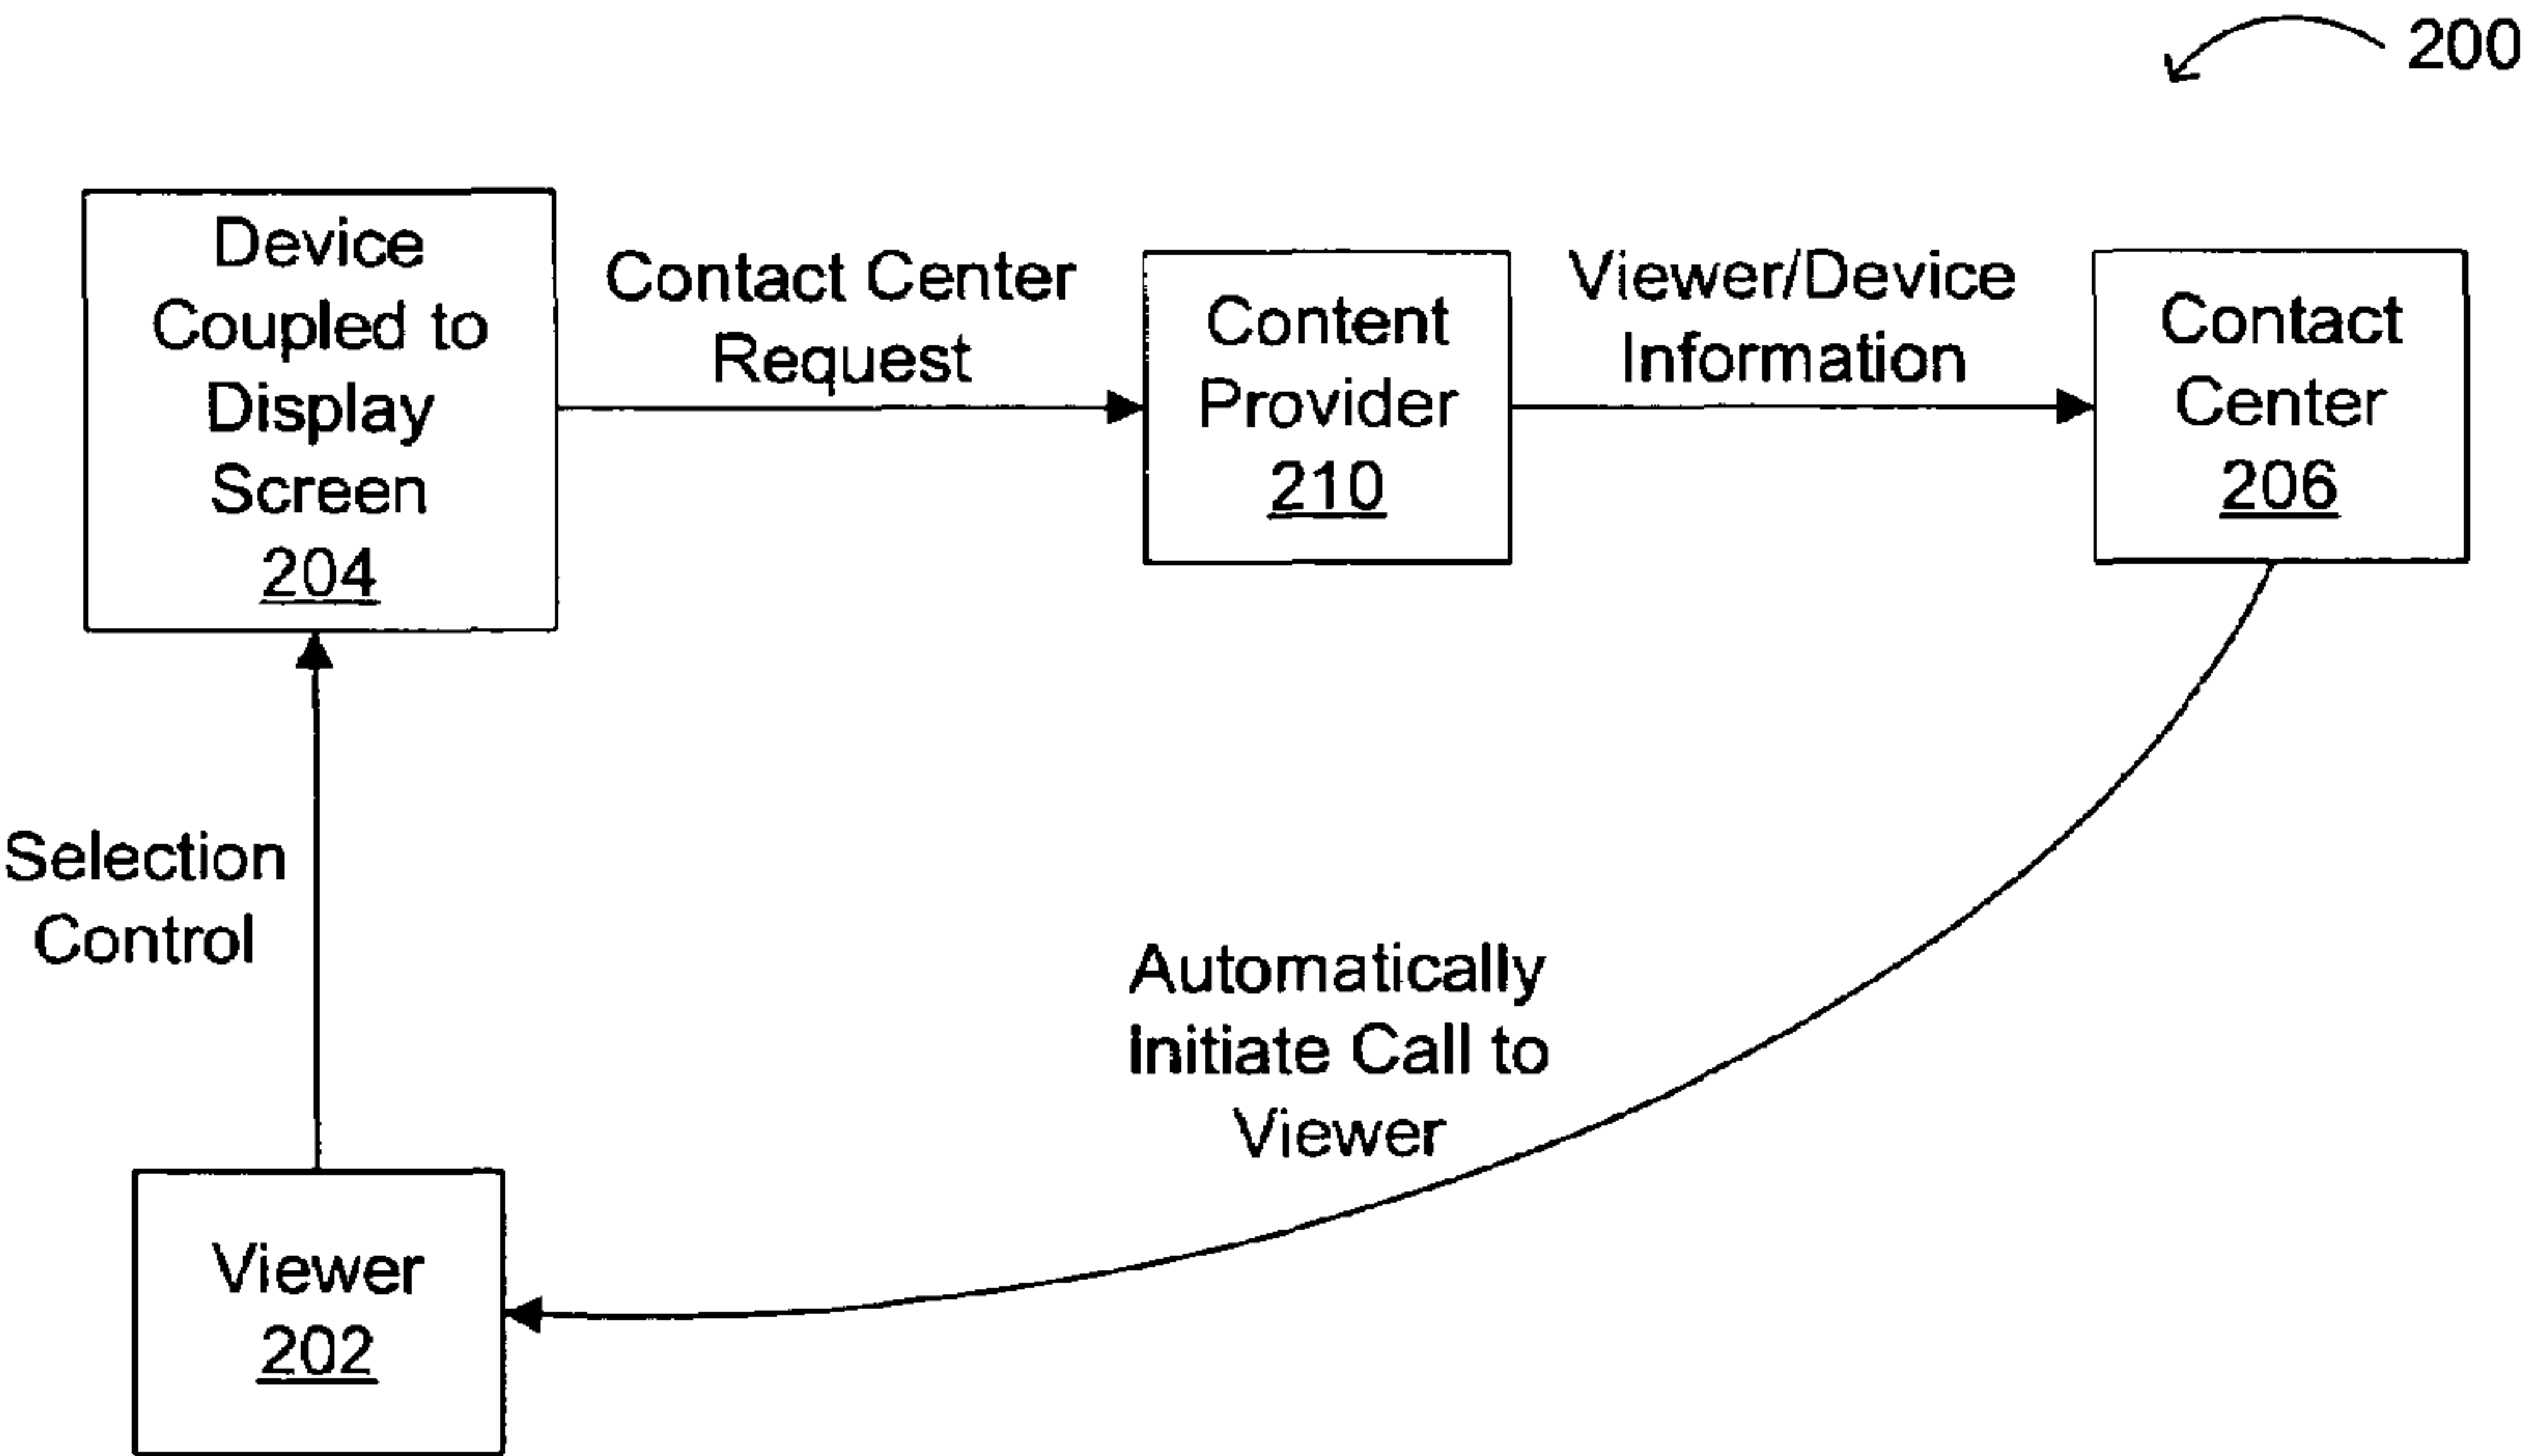 200
Device
Coupled to
Display
Screen
204
Contact Center
Request
Content
Provider
210
Viewer/Device
Information
Contact
Center
206
Selection
Control
Automatically
Initiate Call to
Viewer
Viewer
202